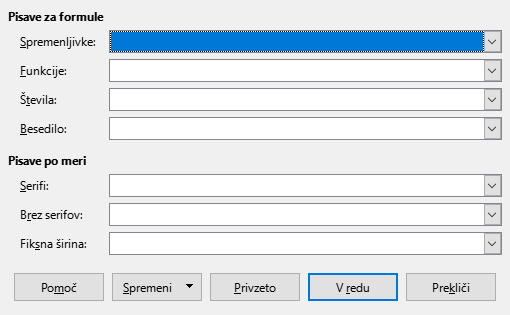 Pisave za formule
Spremenljivke:
Funkcije:
Števila:
Besedilo:
Pisave po meri
Serifi:
Brez serifov:
Fiksna širina:
Pomoč Spremeni Privzeto V redu Prekliči